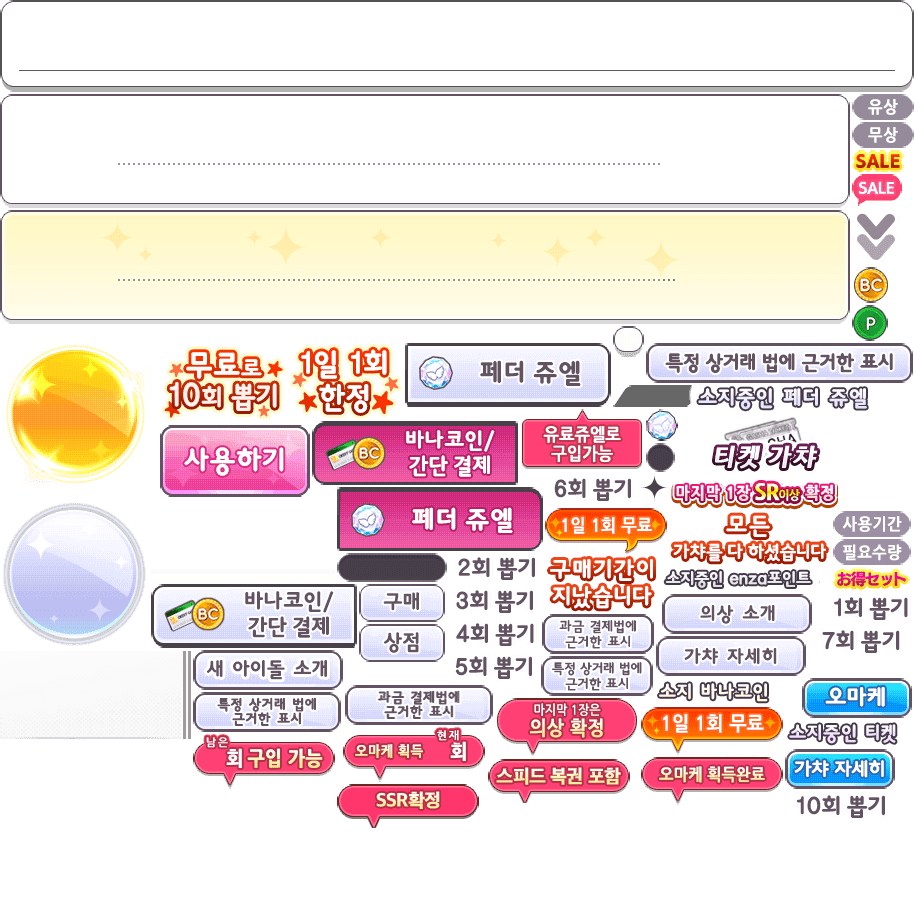 유상
무상
SALE
SALE
BC
P
무료로
10회 뽑기
1일 1회
한정
페더 쥬엘
특정 상거래 법에 근거한 표시
소지중인 페더 쥬엘
사용하기
BC
바나코인/
간단 결제
유료쥬엘로
구입가능
티켓 가챠
페더 쥬엘
6회 뽑기
마지막 1장 SR이상 확정
1일 1회 무료
모든
가챠를 다 하셨습니다
사용기간
필요수량
2회 뽑기
구매기간이
지났습니다
소지중인 enza포인트
お得セット
BC
바나코인/
간단 결제
구매
3회 뽑기
의상 소개
1회 뽑기
상점
4회 뽑기
과금 결제법에
근거한 표시
가챠 자세히
7회 뽑기
새 아이돌 소개
5회 뽑기
특정 상거래 법에
근거한 표시
소지 바나코인
오마케
특정 상거래 법에
근거한 표시
과금 결제법에
근거한 표시
마지막 1장은
의상 확정
1일 1회 무료
소지중인 티켓
남은
회 구입 가능
현재
오마케 획득 회
스피드 복권 포함
오마케 획득완료
가챠 자세히
SSR확정
10회 뽑기